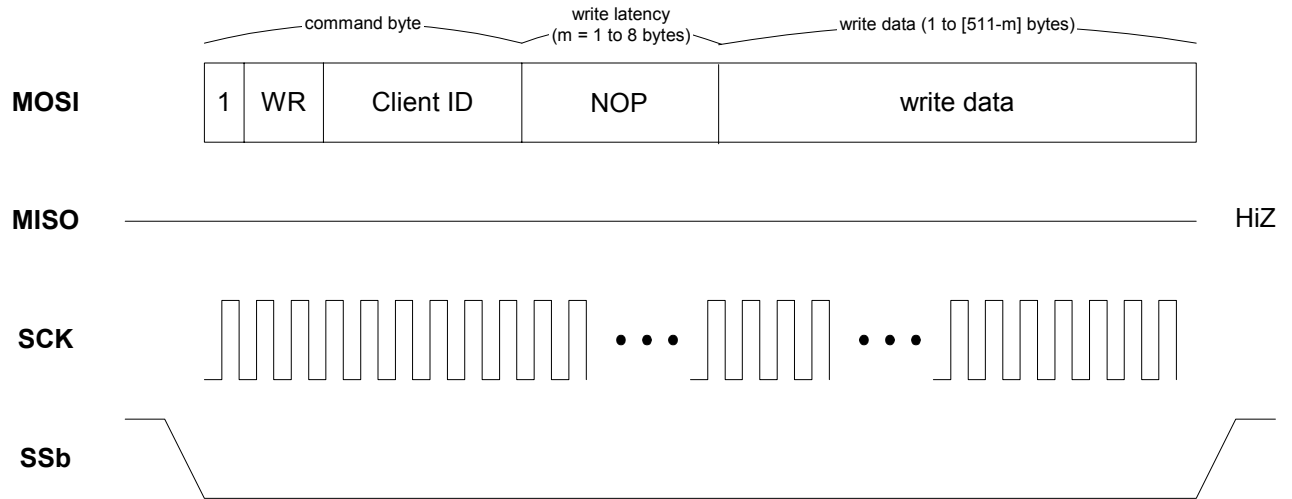 command byte
write latency
(m = 1 to 8 bytes)
write data (1 to [511-m] bytes)
MOSI
1
WR
Client ID
NOP
write data
MISO
HiZ
SCK
SSb